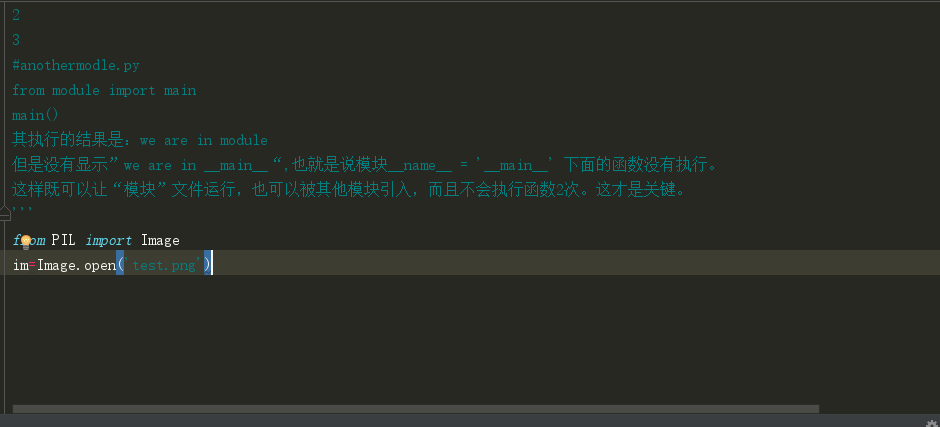 2
3
#anothermodle.py
from module import main
main()
其执行的结果是：we are in module
但是没有显示”we are in __main__“,也就是说模块__name__ = '__main__' 下面的函数没有执行。
这样既可以让“模块”文件运行，也可以被其他模块引入，而且不会执行函数2次。这才是关键。
'''
from PIL import Image
im=Image.open('test.png')